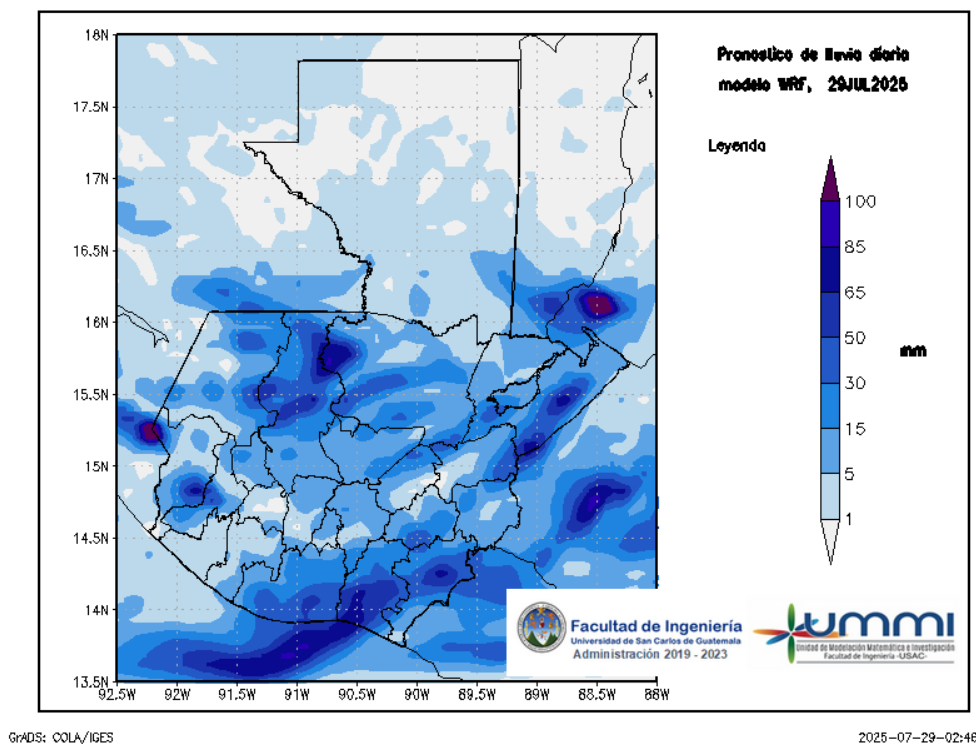 Pronostico de lluvia diaria
modelo WRF, 29JUL2025
Leyenda
100
85
65
50
30
15
5
1
mm
18N
17.5N
17N
16.5N
16N
15.5N
15N
14.5N
14N
13.5N
92.5W
92W
91.5W
91W
90.5W
90W
89.5W
89W
88.5W
88W
Facultad de Ingeniería
Universidad de San Carlos de Guatemala
Administración 2019 - 2023
UMMI
Unidad de Modelación Matemática e Investigación
Facultad de Ingeniería -USAC-
GrADS: COLA/IGES
2025-07-29-02:46